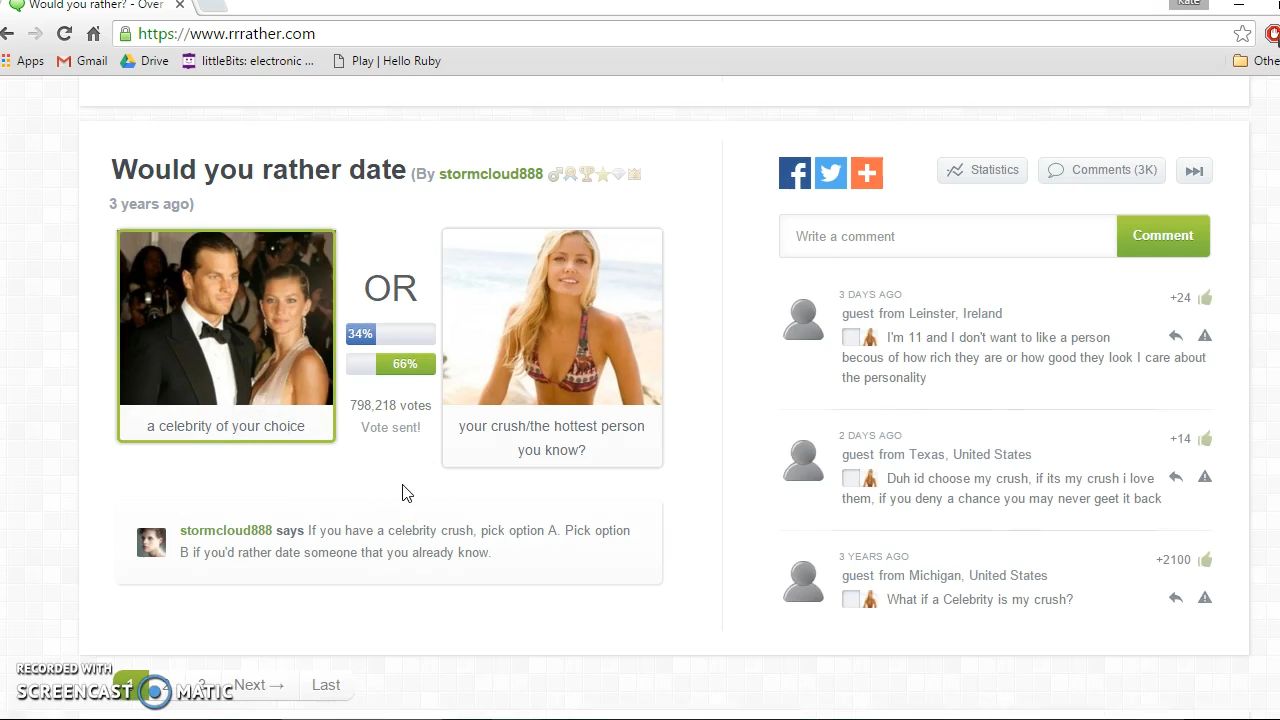 Would you rather? - Over
Kate
https://www.rrrather.com
Apps Gmail Drive littleBits: electronic ... Play | Hello Ruby Othe
Would you rather date (By stormcloud888
3 years ago)
Statistics Comments (3K)
Write a comment Comment
OR
34%
66%
798,218 votes
Vote sent!
a celebrity of your choice
your crush/the hottest person
you know?
stormcloud888 says If you have a celebrity crush, pick option A. Pick option
B if you'd rather date someone that you already know.
3 DAYS AGO +24
guest from Leinster, Ireland
I'm 11 and I don't want to like a person
becous of how rich they are or how good they look I care about
the personality
2 DAYS AGO +14
guest from Texas, United States
Duh id choose my crush, if its my crush i love
them, if you deny a chance you may never geet it back
3 YEARS AGO +2100
guest from Michigan, United States
What if a Celebrity is my crush?
Next → Last
RECORDED WITH
SCREENCAST MATIC